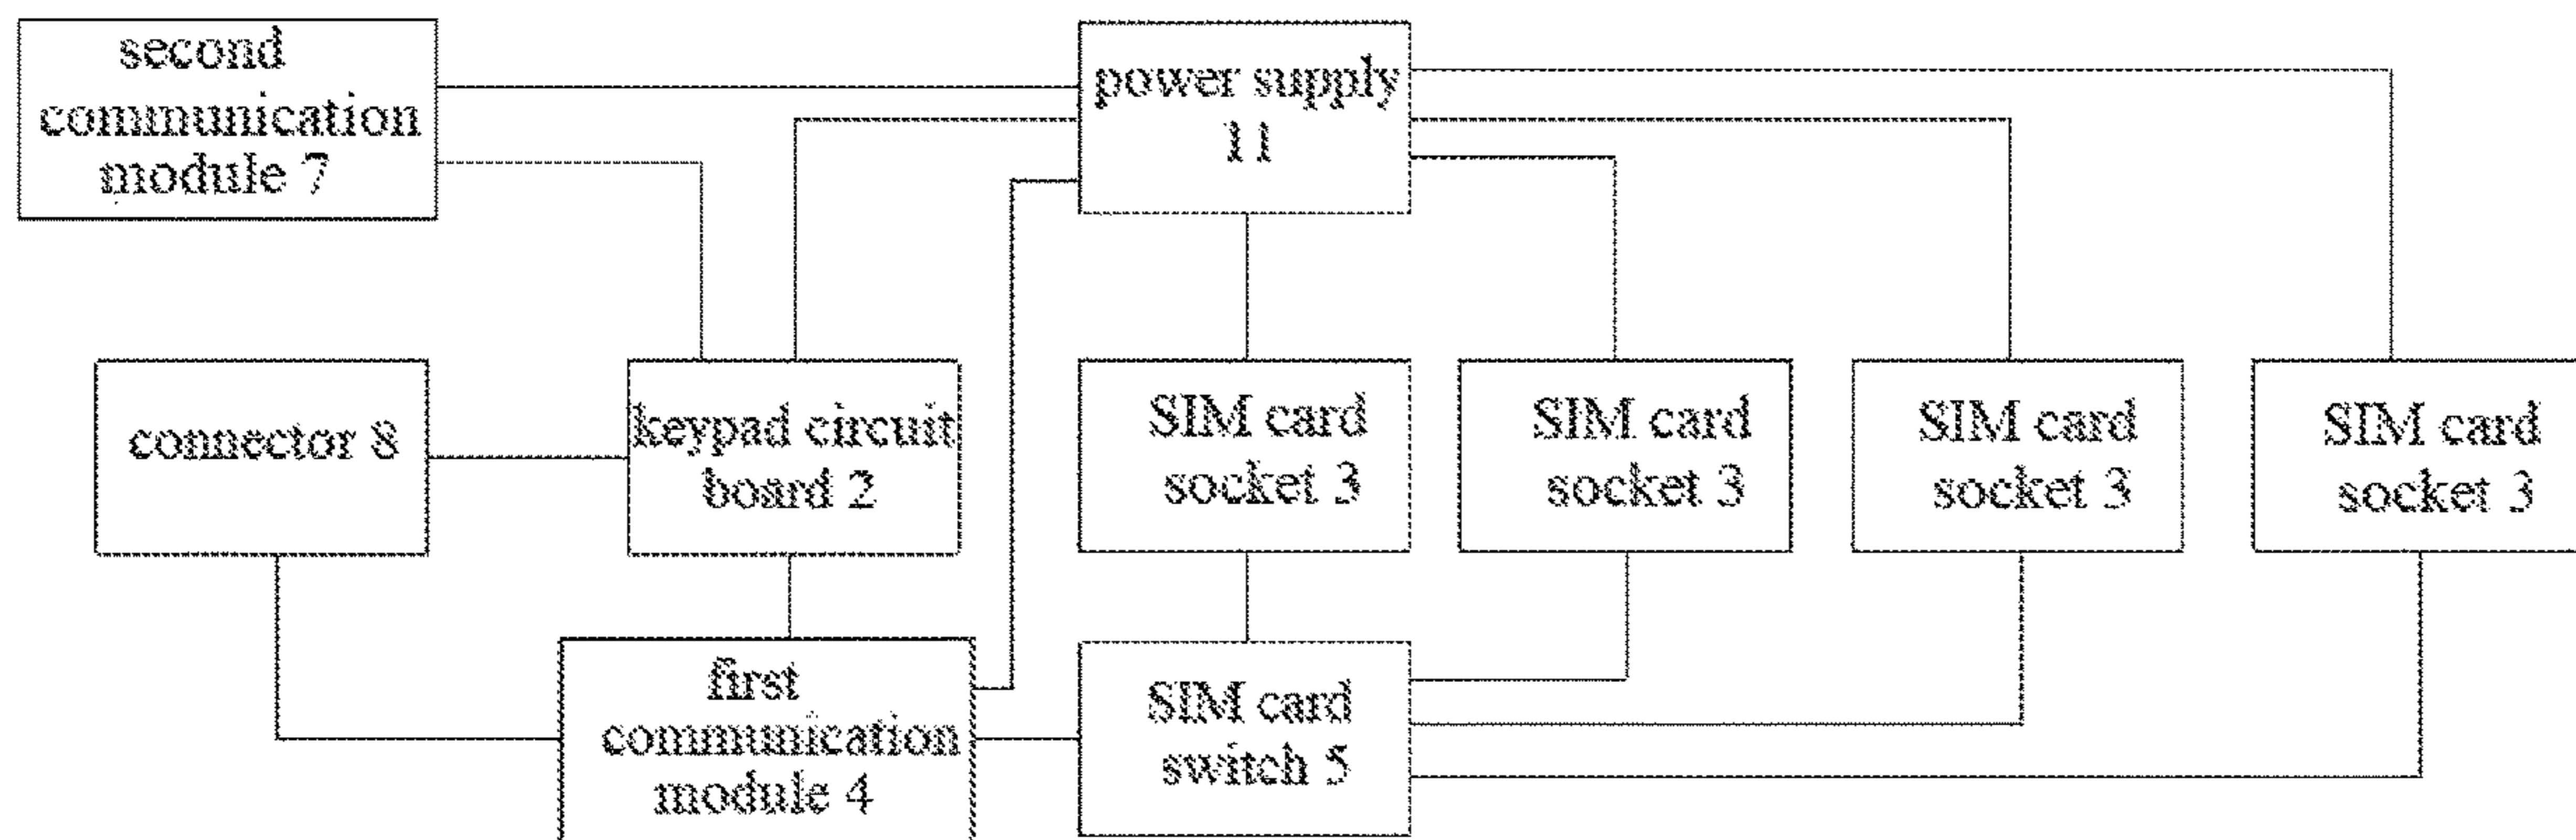 second
communication
module 7
power supply
11
connector 8
keypad circuit
board 2
SIM card
socket 3
SIM card
socket 3
SIM card
socket 3
SIM card
socket 3
first
communication
module 4
SIM card
switch 5